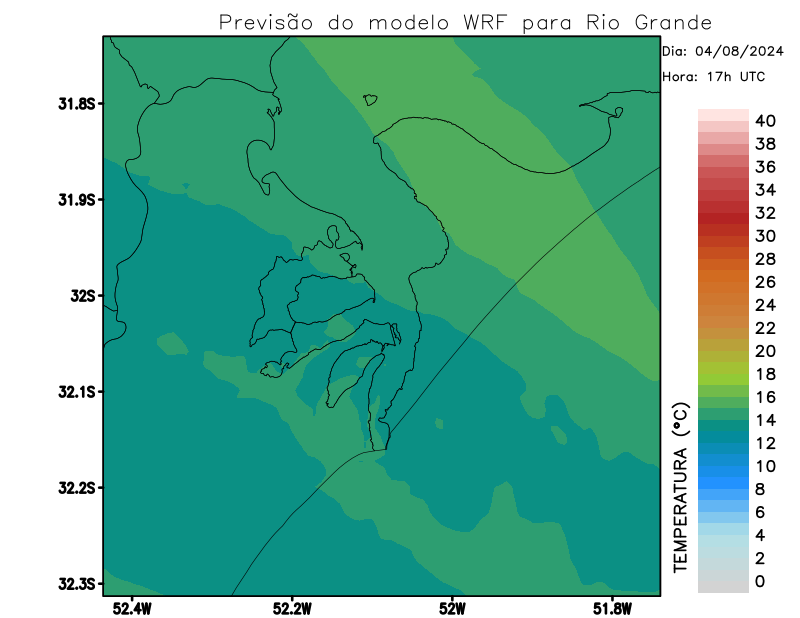 Previsão do modelo WRF para Rio Grande
Dia: 04/08/2024
Hora: 17h UTC
31.8S
31.9S
32S
32.1S
32.2S
32.3S
52.4W
52.2W
52W
51.8W
TEMPERATURA (°C)
40
38
36
34
32
30
28
26
24
22
20
18
16
14
12
10
8
6
4
2
0